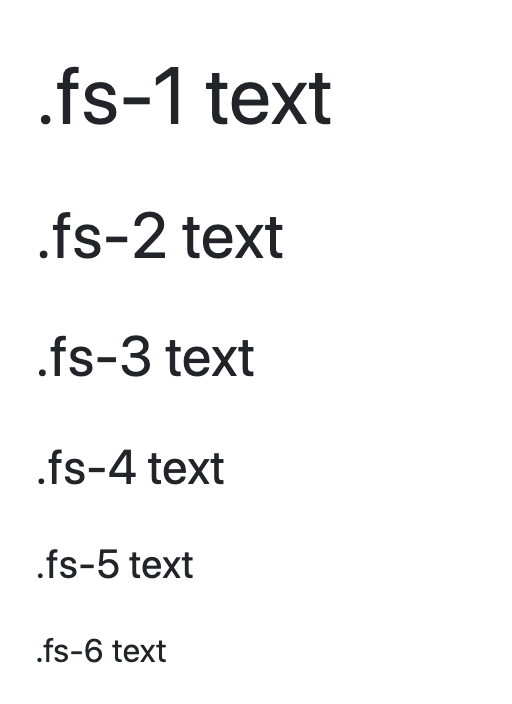 .fs-1 text
.fs-2 text
.fs-3 text
.fs-4 text
.fs-5 text
.fs-6 text